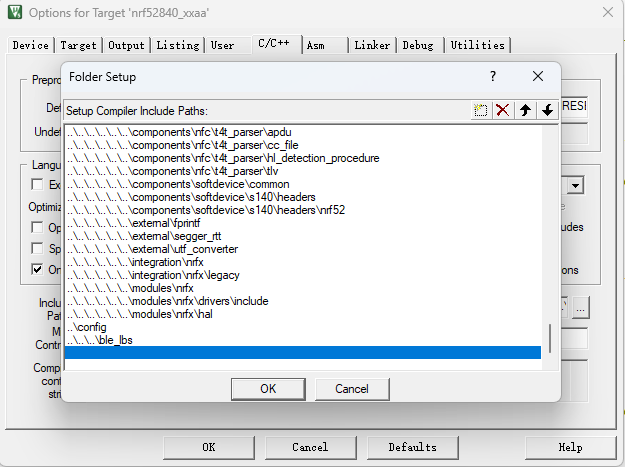 Options for Target 'nrf52840_xxaa'
Device
Target
Output
Listing
User
C/C++
Asm
Linker
Debug
Utilities
Folder Setup
?
Setup Compiler Include Paths:
..\..\..\..\..\..\components\nfc\t4t_parser\apdu
..\..\..\..\..\..\components\nfc\t4t_parser\cc_file
..\..\..\..\..\..\components\nfc\t4t_parser\hl_detection_procedure
..\..\..\..\..\..\components\nfc\t4t_parser\tlv
..\..\..\..\..\..\components\softdevice\common
..\..\..\..\..\..\components\softdevice\s140\headers
..\..\..\..\..\..\components\softdevice\s140\headers\nrf52
..\..\..\..\..\..\external\fprintf
..\..\..\..\..\..\external\segger_rtt
..\..\..\..\..\..\external\utf_converter
..\..\..\..\..\..\integration\nrfx
..\..\..\..\..\..\integration\nrfx\legacy
..\..\..\..\..\..\modules\nrfx
..\..\..\..\..\..\modules\nrfx\drivers\include
..\..\..\..\..\..\modules\nrfx\hal
..\config
..\..\..\ble_lbs
OK
Cancel
Prepro
De
RESI
Unde
Langu
Ex
Optimiz
Op
udes
Sp
On
ions
Inclu
Pat
...
M
Contr
Comp
cont
stri
OK
Cancel
Defaults
Help